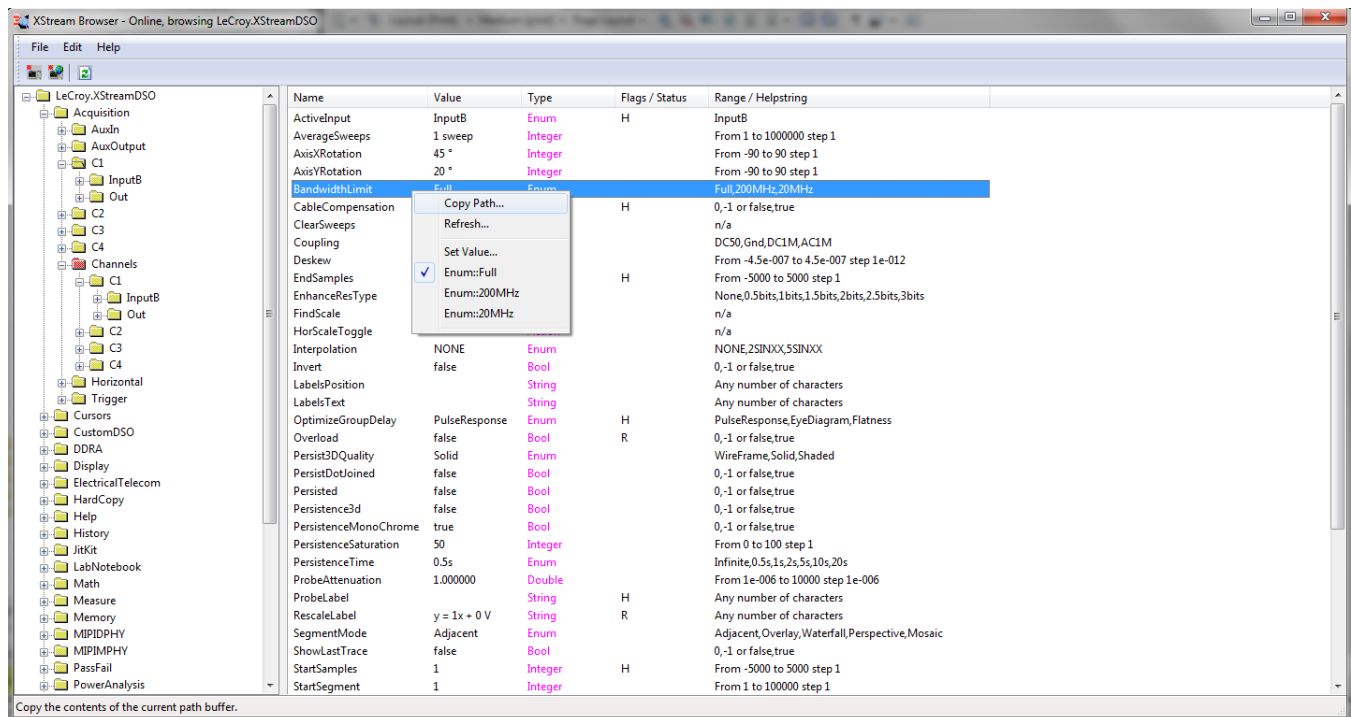 XStream Browser - Online, browsing LeCroy.XStreamDSO
File Edit Help
LeCroy.XStreamDSO
Acquisition
AuxIn
AuxOutput
C1
InputB
Out
C2
C3
C4
Channels
C1
InputB
Out
C2
C3
C4
Horizontal
Trigger
Cursors
CustomDSO
DDRA
Display
ElectricalTelecom
HardCopy
Help
History
JitKit
LabNotebook
Math
Measure
Memory
MIPIDPHY
MIPIMPHY
PassFail
PowerAnalysis
Name Value Type Flags / Status Range / Helpstring
ActiveInput InputB Enum H InputB
AverageSweeps 1 sweep Integer From 1 to 1000000 step 1
AxisXRotation 45 ° Integer From -90 to 90 step 1
AxisYRotation 20 ° Integer From -90 to 90 step 1
BandwidthLimit Full Enum Full,200MHz,20MHz
CableCompensation H 0,-1 or false,true
ClearSweeps n/a
Coupling DC50,Gnd,DC1M,AC1M
Deskew From -4.5e-007 to 4.5e-007 step 1e-012
EndSamples H From -5000 to 5000 step 1
EnhanceResType None,0.5bits,1bits,1.5bits,2bits,2.5bits,3bits
FindScale n/a
HorScaleToggle n/a
Interpolation NONE Enum NONE,2SINXX,5SINXX
Invert false Bool 0,-1 or false,true
LabelsPosition String Any number of characters
LabelsText String Any number of characters
OptimizeGroupDelay PulseResponse Enum H PulseResponse,EyeDiagram,Flatness
Overload false Bool R 0,-1 or false,true
Persist3DQuality Solid Enum WireFrame,Solid,Shaded
PersistDotJoined false Bool 0,-1 or false,true
Persisted false Bool 0,-1 or false,true
Persistence3d false Bool 0,-1 or false,true
PersistenceMonoChrome true Bool 0,-1 or false,true
PersistenceSaturation 50 Integer From 0 to 100 step 1
PersistenceTime 0.5s Enum Infinite,0.5s,1s,2s,5s,10s,20s
ProbeAttenuation 1.000000 Double From 1e-006 to 10000 step 1e-006
ProbeLabel String H Any number of characters
RescaleLabel y = 1x + 0 V String R Any number of characters
SegmentMode Adjacent Enum Adjacent,Overlay,Waterfall,Perspective,Mosaic
ShowLastTrace false Bool 0,-1 or false,true
StartSamples 1 Integer H From -5000 to 5000 step 1
StartSegment 1 Integer From 1 to 100000 step 1
Copy Path...
Refresh...
Set Value...
Enum::Full
Enum::200MHz
Enum::20MHz
Copy the contents of the current path buffer.